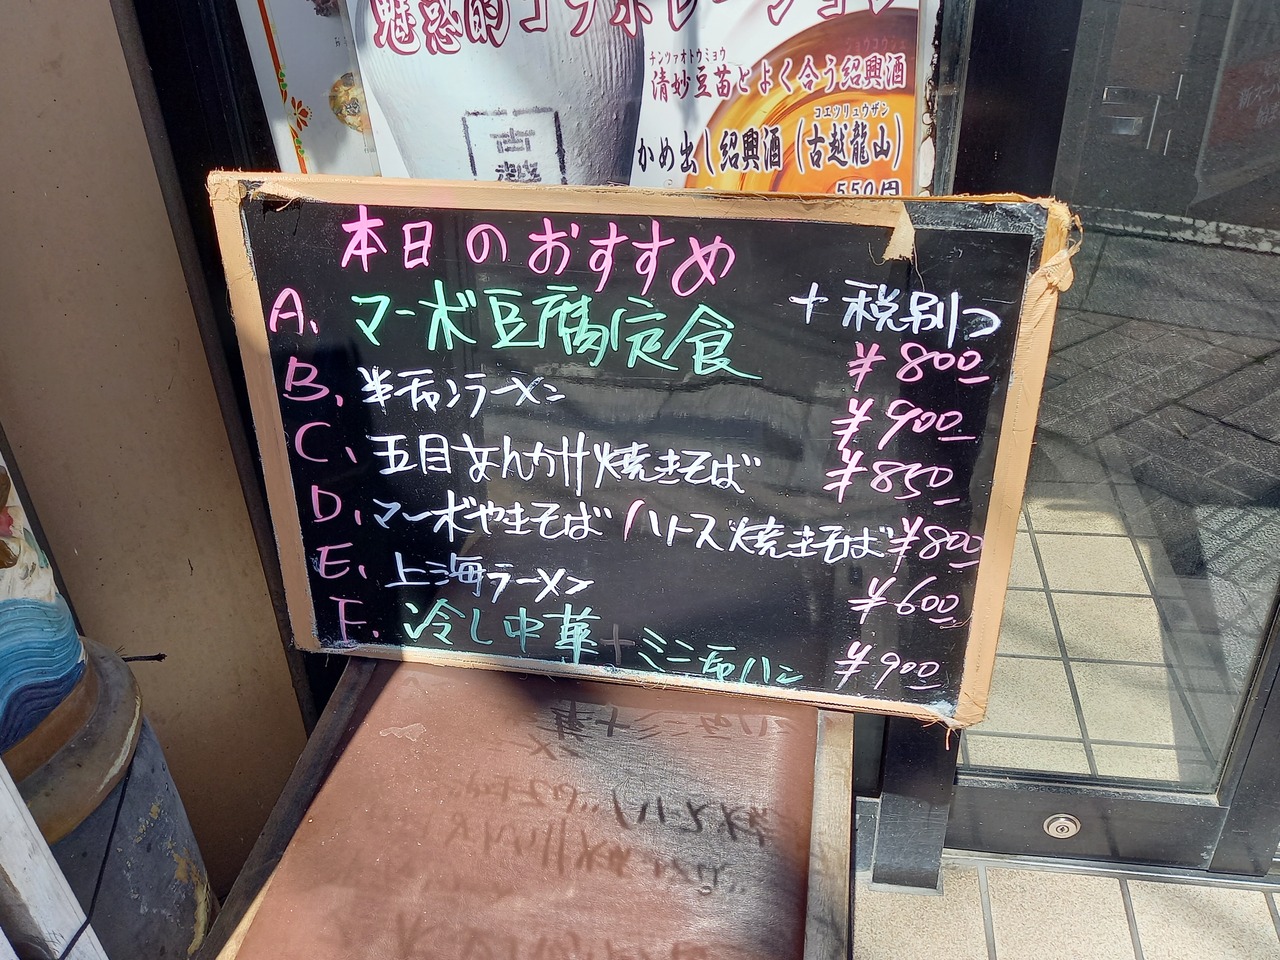 魅惑的コラボレーション
チンツァオトウミョウ
清妙豆苗とよく合う紹興酒
コエツリュウザン
かめ出し紹興酒(古越龍山)
550円
本日のおすすめ
+税別
A. マーボ豆腐定食 ¥800
B. ラーメン ¥900
C. 五目あんかけ焼きそば ¥850
D. マーボやきそば/ハトス焼きそば ¥800
E. 上海ラーメン ¥600
F. 冷し中華+ミニチャハン ¥900